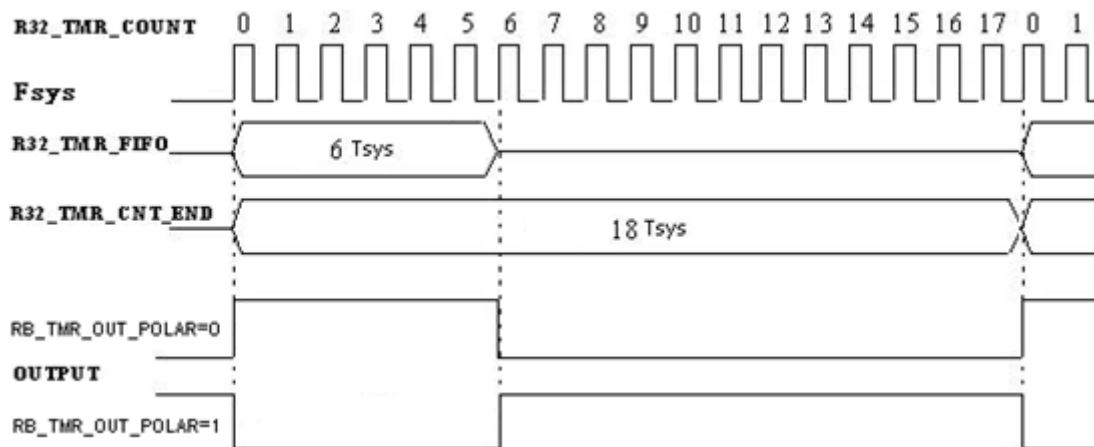 R32_TMR_COUNT 0 1 2 3 4 5 6 7 8 9 10 11 12 13 14 15 16 17 0 1
Fsys
R32_TMR_FIFO 6 Tsys
R32_TMR_CNT_END 18 Tsys
RB_TMR_OUT_POLAR=0
OUTPUT
RB_TMR_OUT_POLAR=1